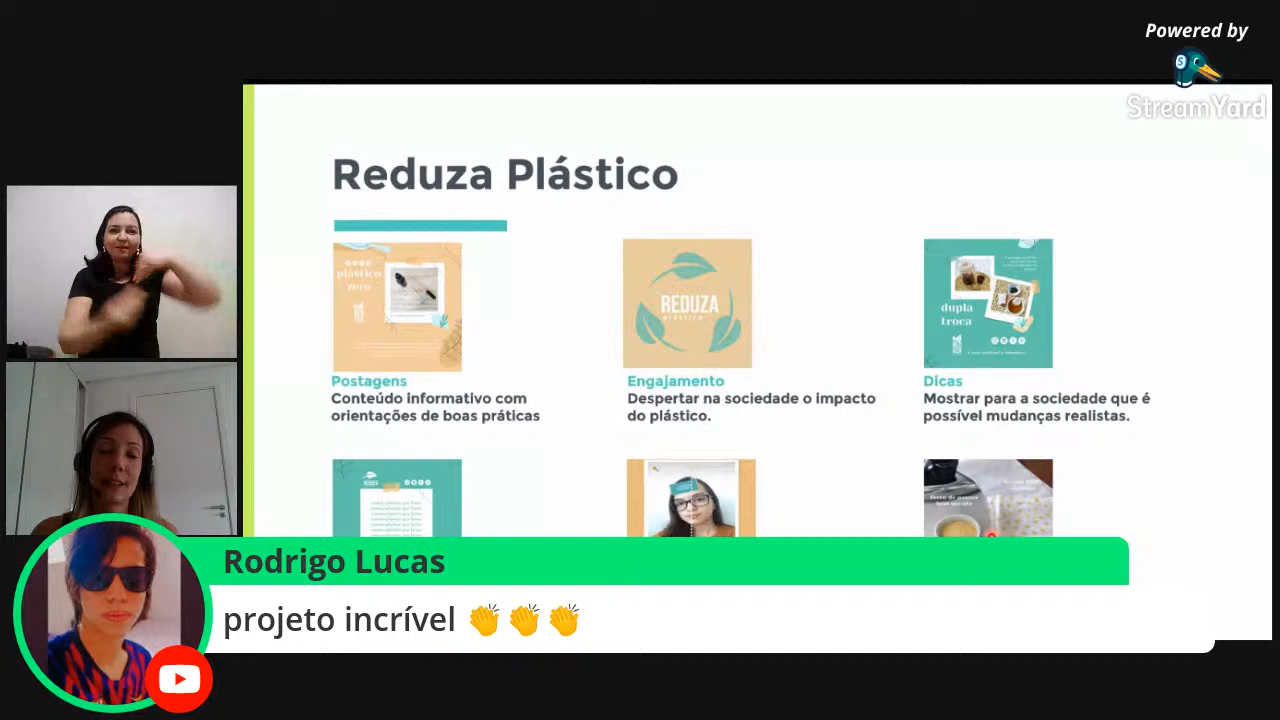 Powered by
StreamYard
Reduza Plástico
plástico
zero
REDUZA
PLÁSTICO
dupla
troca
Postagens
Conteúdo informativo com
orientações de boas práticas
Engajamento
Despertar na sociedade o impacto
do plástico.
Dicas
Mostrar para a sociedade que é
possível mudanças realistas.
REDUZA
Rodrigo Lucas
projeto incrível 👏👏👏